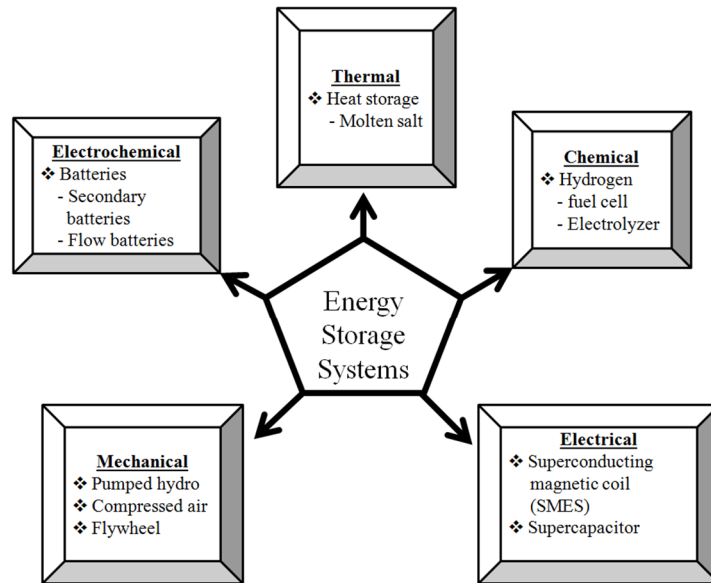 Thermal
❖ Heat storage
- Molten salt
Electrochemical
❖ Batteries
- Secondary
batteries
- Flow batteries
Chemical
❖ Hydrogen
- fuel cell
- Electrolyzer
Energy
Storage
Systems
Mechanical
❖ Pumped hydro
❖ Compressed air
❖ Flywheel
Electrical
❖ Superconducting
magnetic coil
(SMES)
❖ Supercapacitor